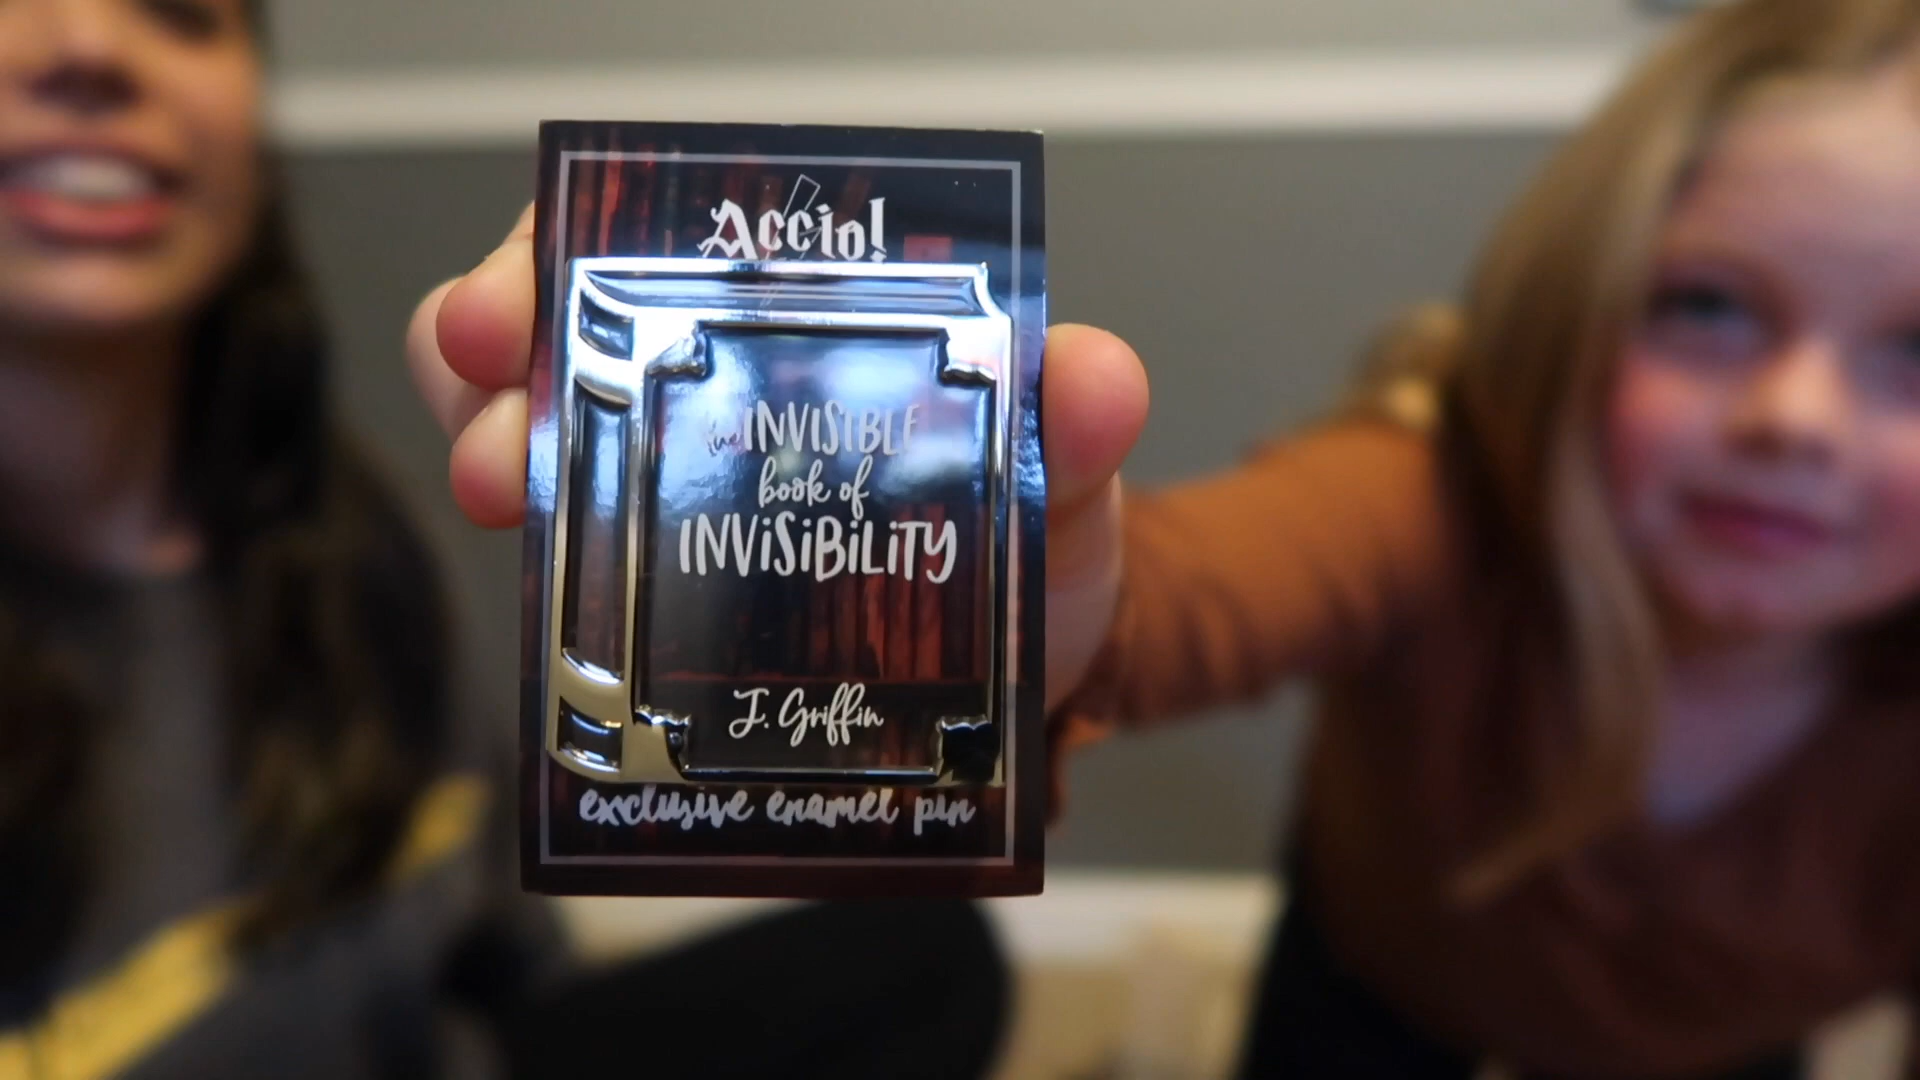 Accio!
the INVISIBLE
book of
INVISIBILITY
J. Griffin
exclusive enamel pin